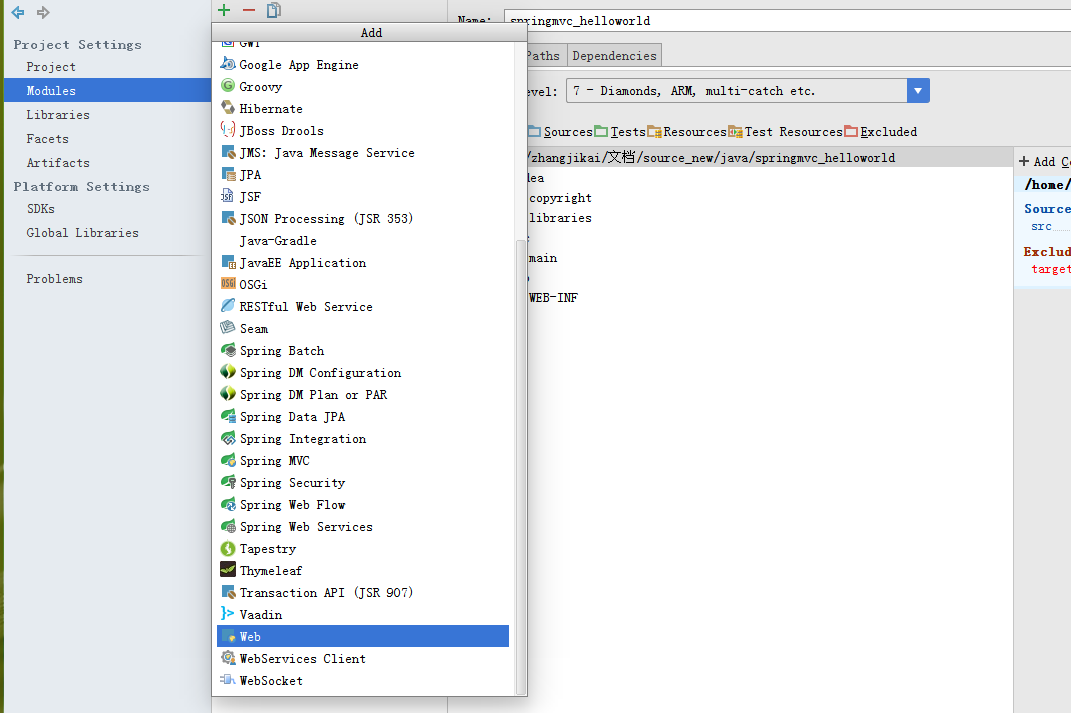 Project Settings
Project
Modules
Libraries
Facets
Artifacts
Platform Settings
SDKs
Global Libraries
Problems
Add
GWT
Google App Engine
Groovy
Hibernate
JBoss Drools
JMS: Java Message Service
JPA
JSF
JSON Processing (JSR 353)
Java-Gradle
JavaEE Application
OSGi
RESTful Web Service
Seam
Spring Batch
Spring DM Configuration
Spring DM Plan or PAR
Spring Data JPA
Spring Integration
Spring MVC
Spring Security
Spring Web Flow
Spring Web Services
Tapestry
Thymeleaf
Transaction API (JSR 907)
Vaadin
Web
WebServices Client
WebSocket
Name: springmvc_helloworld
Paths Dependencies
evel: 7 - Diamonds, ARM, multi-catch etc.
Sources Tests Resources Test Resources Excluded
/zhangjikai/文档/source_new/java/springmvc_helloworld
dea
copyright
libraries
main
WEB-INF
+ Add Co
/home/
Source
src
Exclud
target